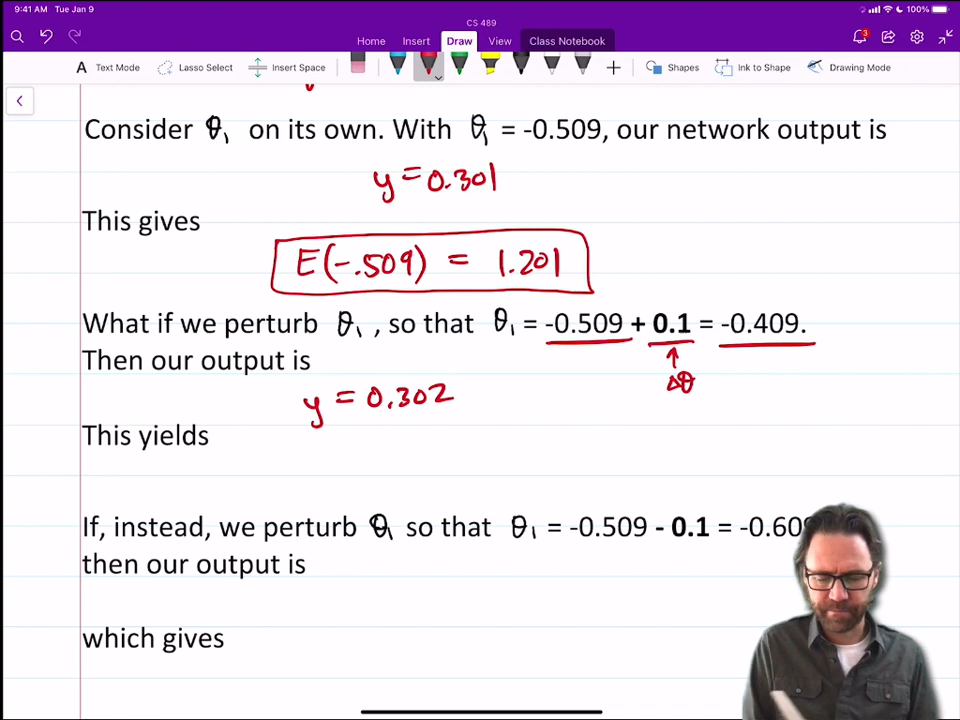 9:41 AM Tue Jan 9
100%
CS 489
Home Insert Draw View Class Notebook
3
A Text Mode Lasso Select Insert Space Shapes Ink to Shape Drawing Mode
Consider θ₁ on its own. With θ₁ = -0.509, our network output is
y = 0.301
This gives
E(-.509) = 1.201
What if we perturb θ₁ , so that θ₁ = -0.509 + 0.1 = -0.409.
Then our output is
Δθ
y = 0.302
This yields
If, instead, we perturb θ₁ so that θ₁ = -0.509 - 0.1 = -0.609
then our output is
which gives